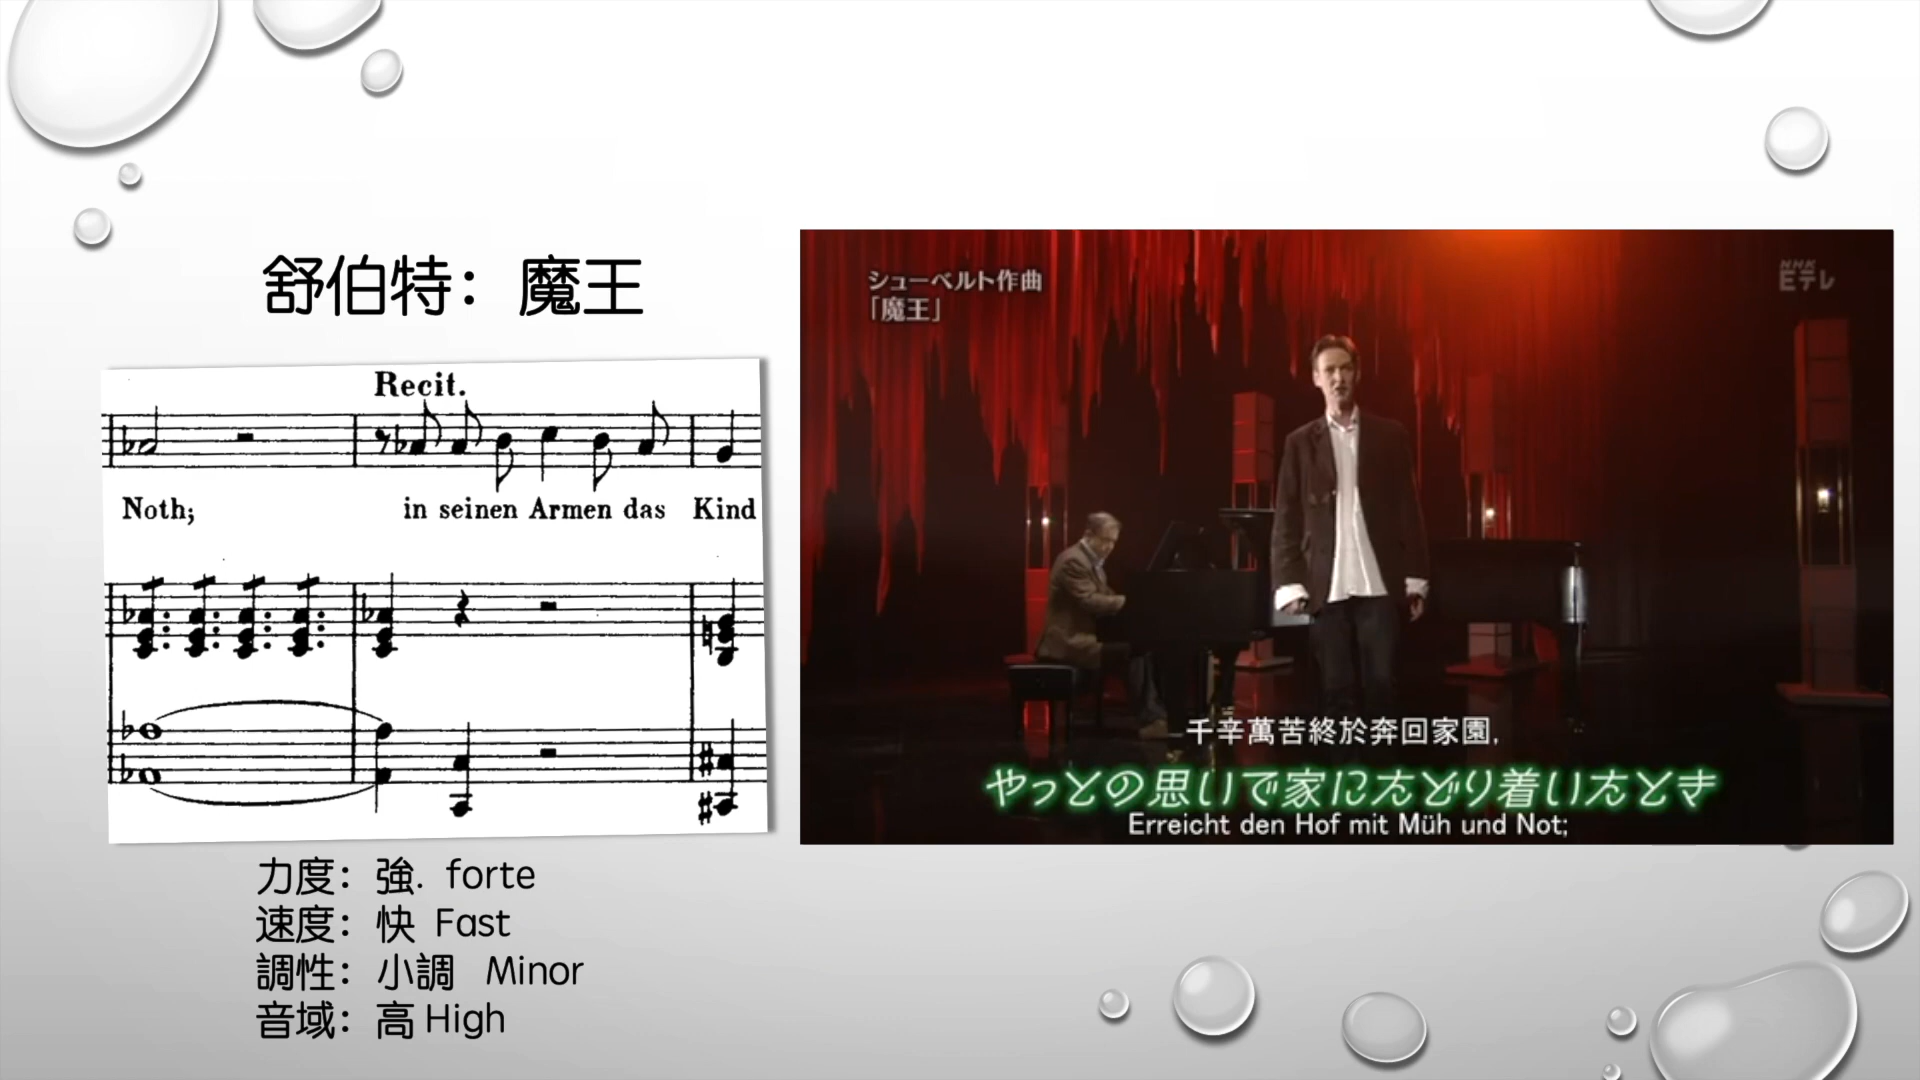 舒伯特：魔王
Recit.
Noth; in seinen Armen das Kind
力度：強. forte
速度：快 Fast
調性：小調 Minor
音域：高 High
シューベルト作曲
「魔王」
NHK
Eテレ
千辛萬苦終於奔回家園,
やっとの思いで家にたどり着いたとき
Erreicht den Hof mit Müh und Not;